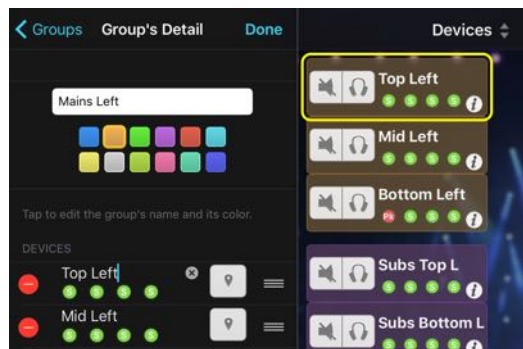 Groups Group's Detail Done
Mains Left
Tap to edit the group's name and its color.
DEVICES
Top Left
S S S S
Mid Left
S S S S
Devices
Top Left
S S S S i
Mid Left
S S S S i
Bottom Left
Pk S S S i
Subs Top L
S S S S i
Subs Bottom L
S S S S i